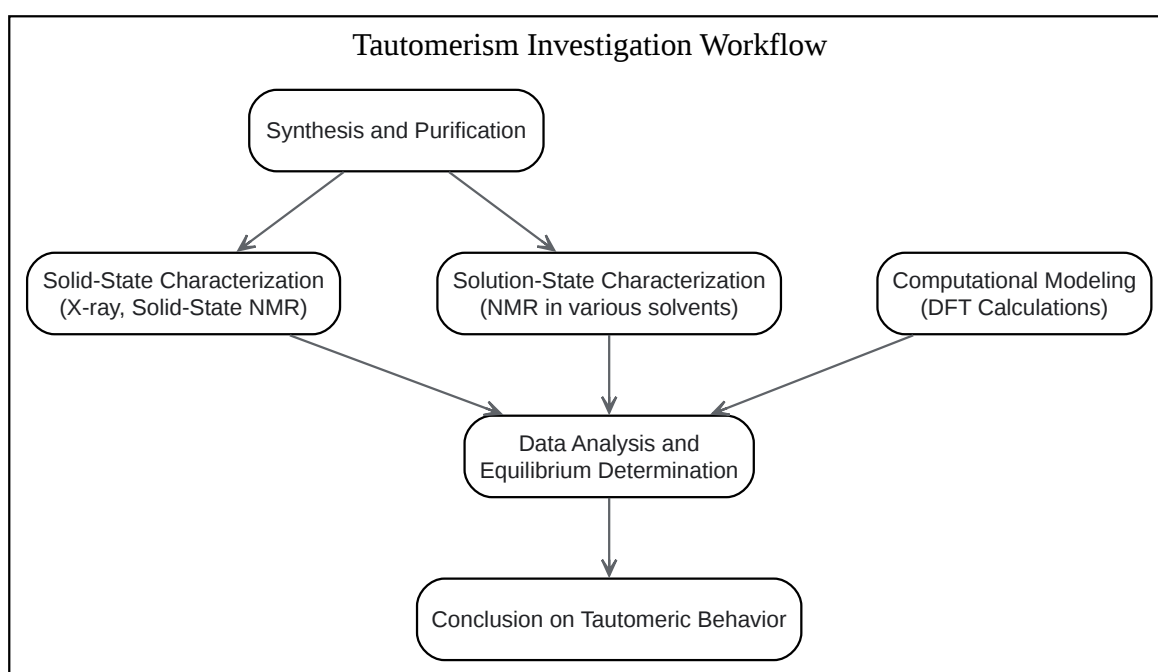 Tautomerism Investigation Workflow
Synthesis and Purification
Solid-State Characterization
(X-ray, Solid-State NMR)
Solution-State Characterization
(NMR in various solvents)
Computational Modeling
(DFT Calculations)
Data Analysis and
Equilibrium Determination
Conclusion on Tautomeric Behavior